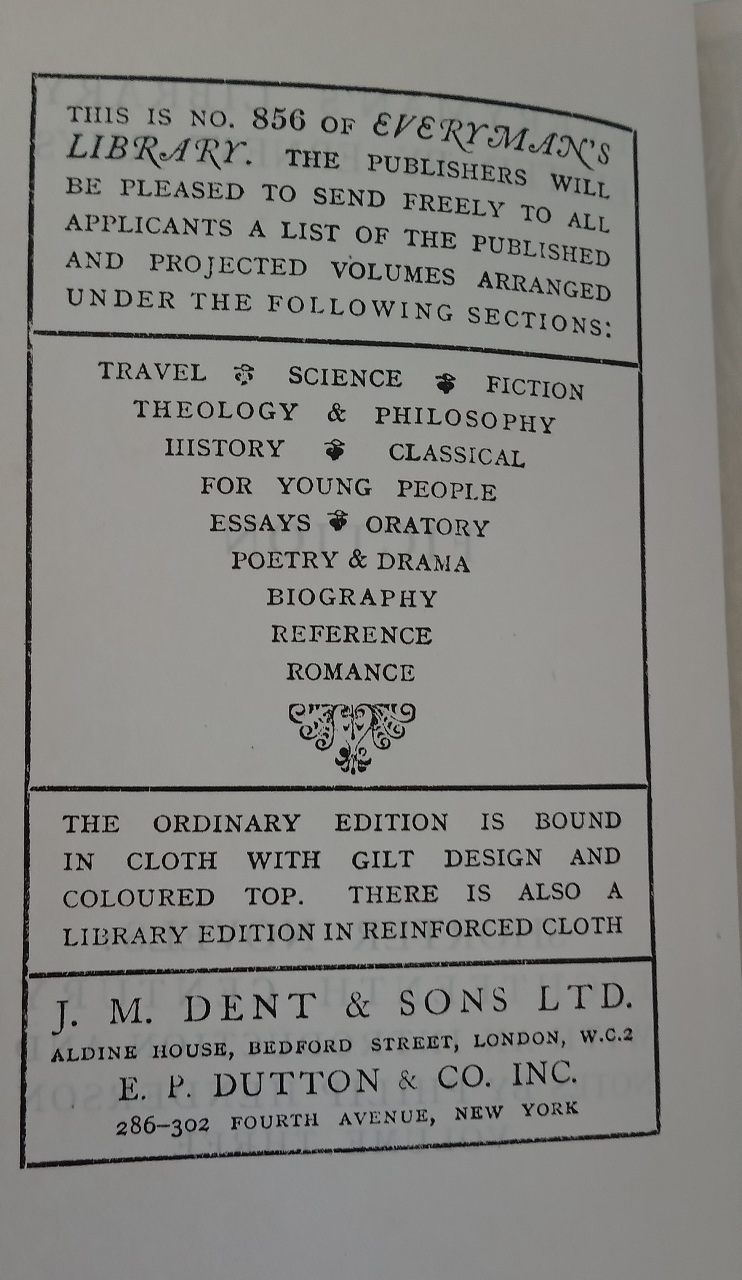 THIS IS NO. 856 OF EVERYMAN'S
LIBRARY. THE PUBLISHERS WILL
BE PLEASED TO SEND FREELY TO ALL
APPLICANTS A LIST OF THE PUBLISHED
AND PROJECTED VOLUMES ARRANGED
UNDER THE FOLLOWING SECTIONS:
TRAVEL SCIENCE FICTION
THEOLOGY & PHILOSOPHY
HISTORY CLASSICAL
FOR YOUNG PEOPLE
ESSAYS ORATORY
POETRY & DRAMA
BIOGRAPHY
REFERENCE
ROMANCE
THE ORDINARY EDITION IS BOUND
IN CLOTH WITH GILT DESIGN AND
COLOURED TOP. THERE IS ALSO A
LIBRARY EDITION IN REINFORCED CLOTH
J. M. DENT & SONS LTD.
ALDINE HOUSE, BEDFORD STREET, LONDON, W.C.2
E. P. DUTTON & CO. INC.
286-302 FOURTH AVENUE, NEW YORK